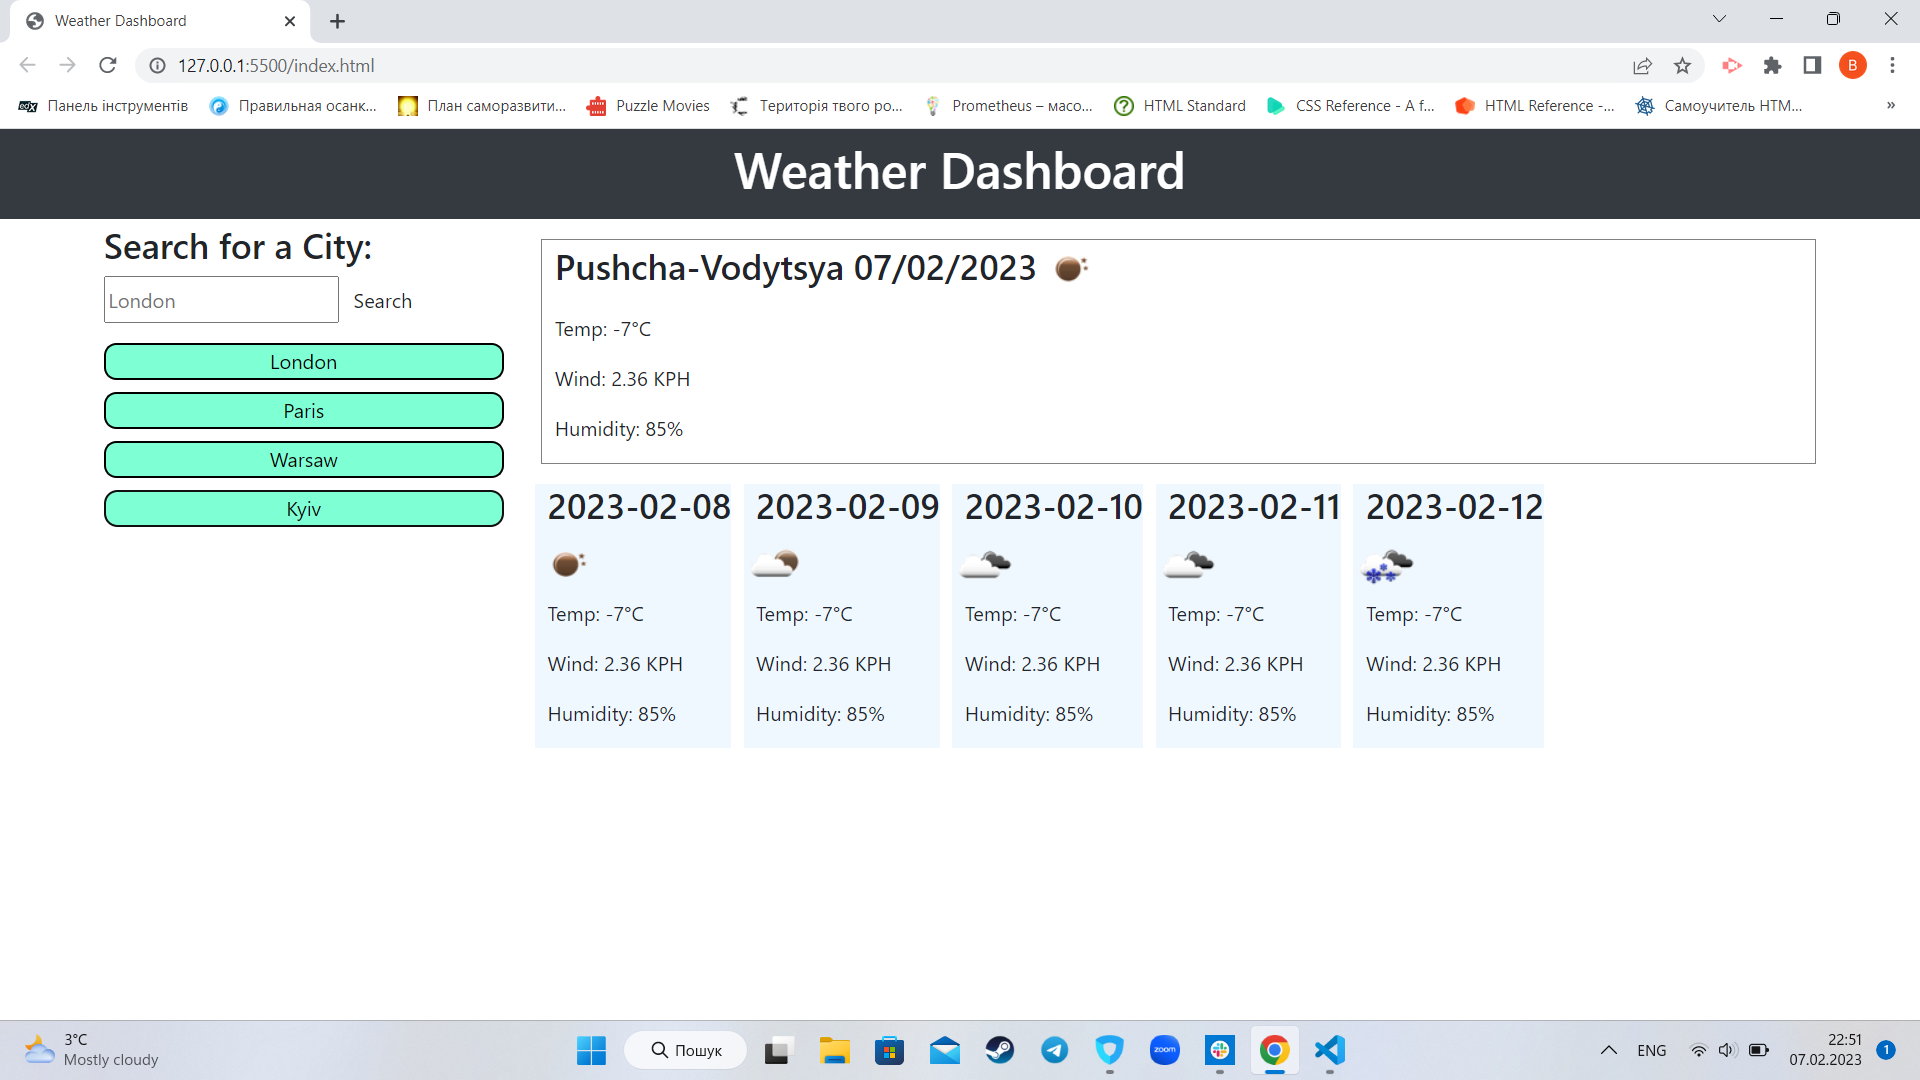 Weather Dashboard
127.0.0.1:5500/index.html
B
edX Панель інструментів Правильная осанк... План саморазвити... Puzzle Movies Територія твого ро... Prometheus – масо... HTML Standard CSS Reference - A f... HTML Reference -... Самоучитель HTM... »
Weather Dashboard
Search for a City:
London Search
London
Paris
Warsaw
Kyiv
Pushcha-Vodytsya 07/02/2023
Temp: -7°C
Wind: 2.36 KPH
Humidity: 85%
2023-02-08
Temp: -7°C
Wind: 2.36 KPH
Humidity: 85%
2023-02-09
Temp: -7°C
Wind: 2.36 KPH
Humidity: 85%
2023-02-10
Temp: -7°C
Wind: 2.36 KPH
Humidity: 85%
2023-02-11
Temp: -7°C
Wind: 2.36 KPH
Humidity: 85%
2023-02-12
Temp: -7°C
Wind: 2.36 KPH
Humidity: 85%
3°C
Mostly cloudy
Пошук
zoom
ENG
22:51
07.02.2023
1